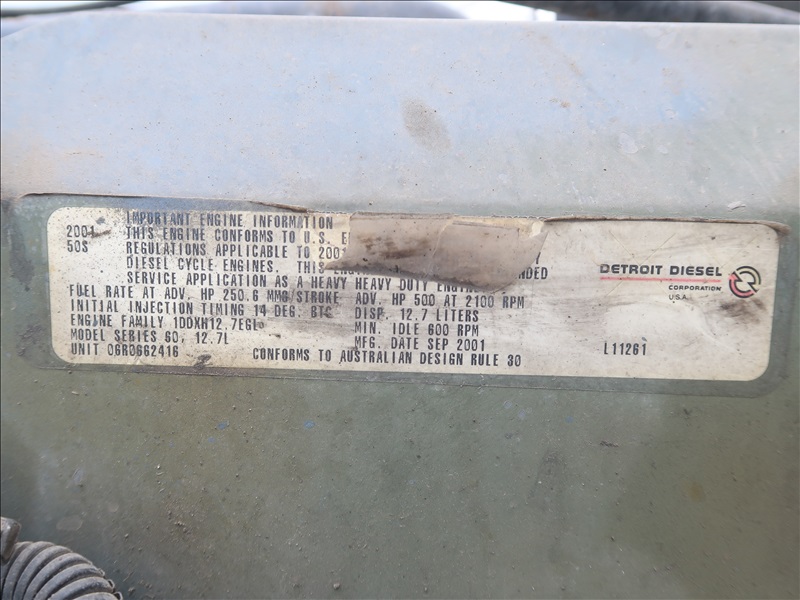 IMPORTANT ENGINE INFORMATION
2001 THIS ENGINE CONFORMS TO U.S.
50S REGULATIONS APPLICABLE TO 2001
DIESEL CYCLE ENGINES. THIS
SERVICE APPLICATION AS A HEAVY HEAVY DUTY
FUEL RATE AT ADV. HP 250.6 MM3/STROKE ADV. HP 500 AT 2100 RPM
INITIAL INJECTION TIMING 14 DEG. BTC DISP. 12.7 LITERS
ENGINE FAMILY 1DDXH12.7EGL MIN. IDLE 600 RPM
MODEL SERIES 60, 12.7L MFG. DATE SEP 2001
UNIT 06R0662416 CONFORMS TO AUSTRALIAN DESIGN RULE 30
DETROIT DIESEL
CORPORATION
U.S.A.
L11261